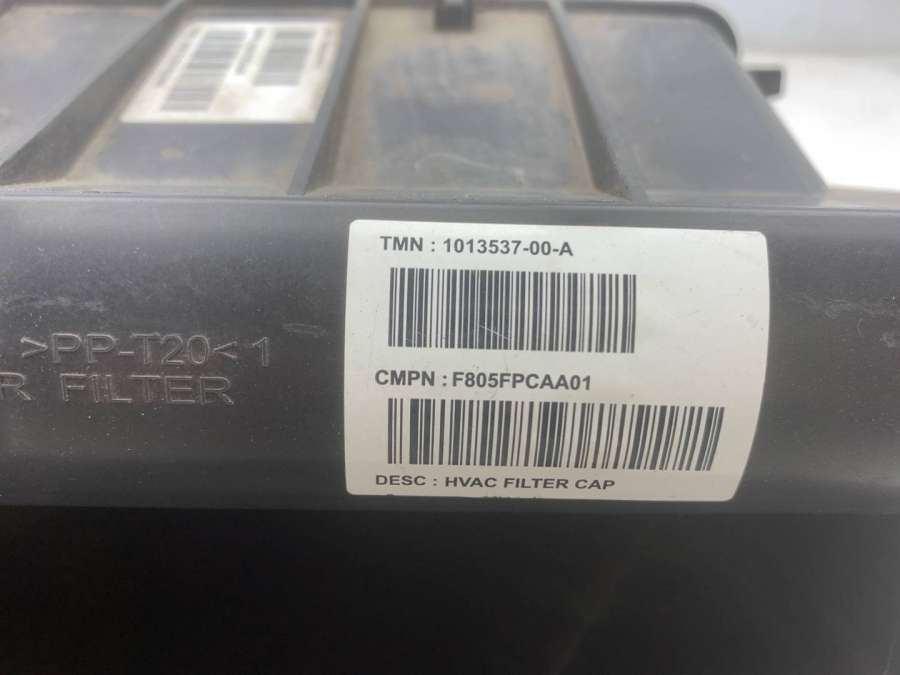 TMN : 1013537-00-A
CMPN : F805FPCAA01
DESC : HVAC FILTER CAP
>PP-T20< 1
FILTER